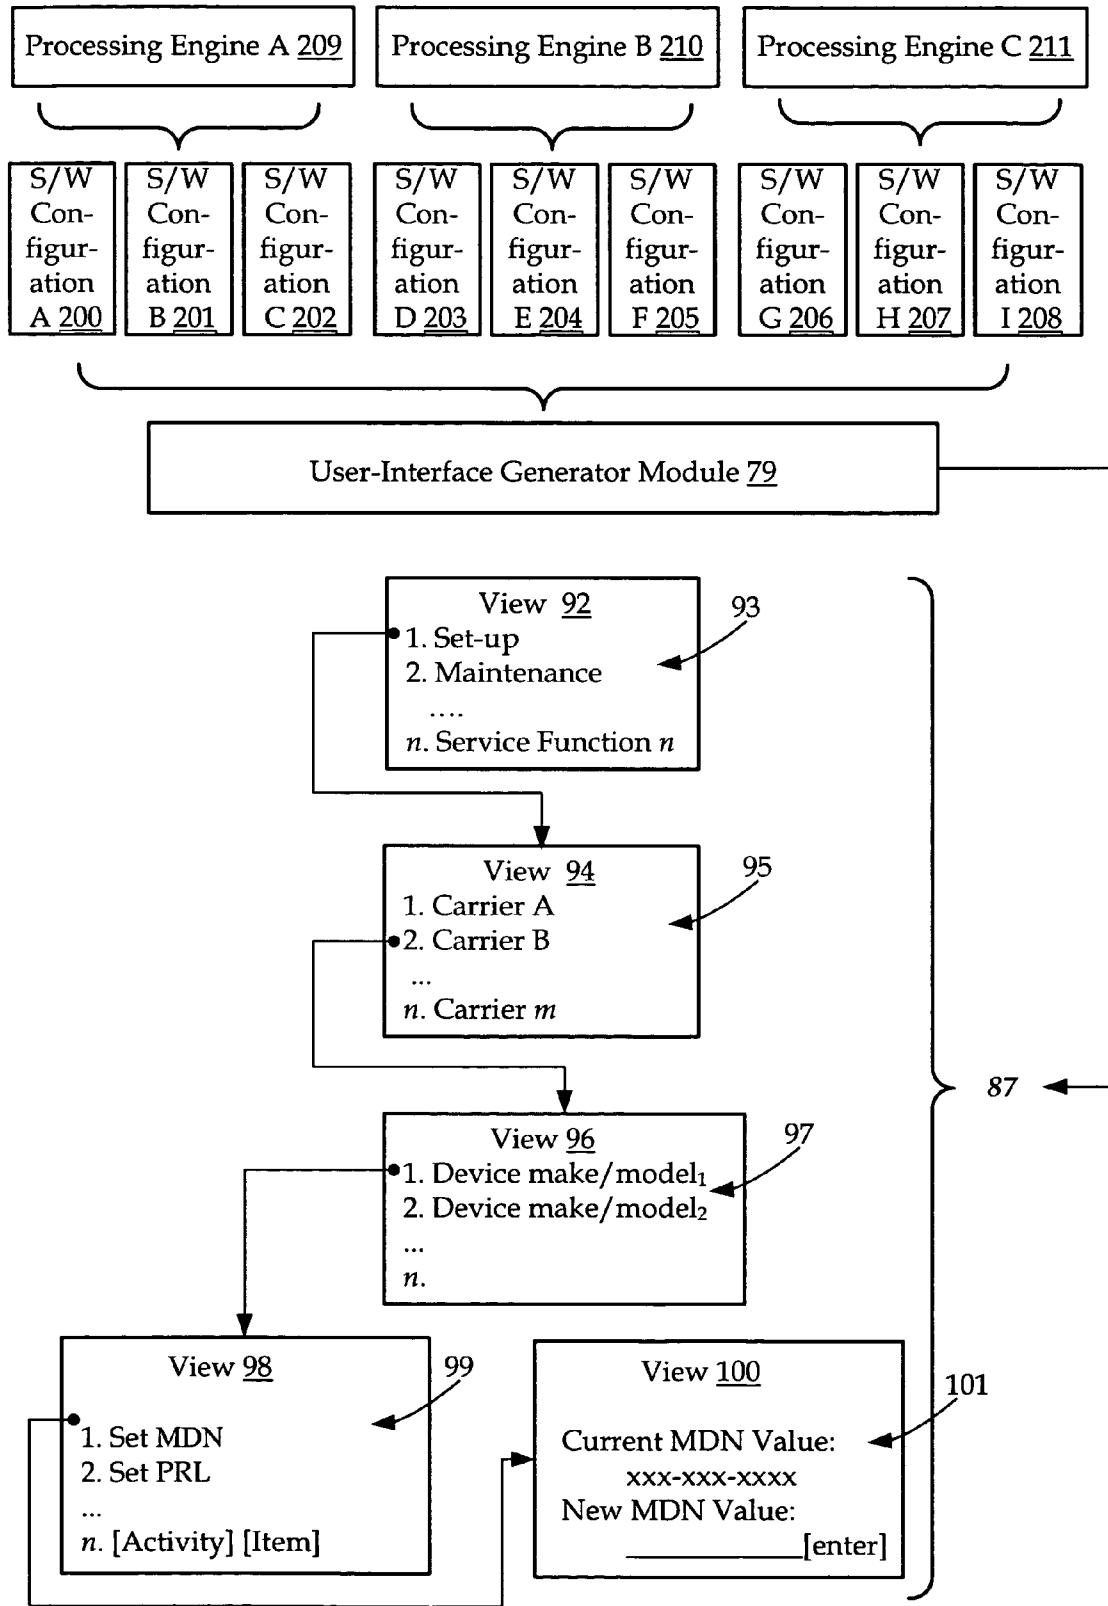 Processing Engine A 209
Processing Engine B 210
Processing Engine C 211
S/W
Con-
figur-
ation
A 200
S/W
Con-
figur-
ation
B 201
S/W
Con-
figur-
ation
C 202
S/W
Con-
figur-
ation
D 203
S/W
Con-
figur-
ation
E 204
S/W
Con-
figur-
ation
F 205
S/W
Con-
figur-
ation
G 206
S/W
Con-
figur-
ation
H 207
S/W
Con-
figur-
ation
I 208
User-Interface Generator Module 79
View 92
1. Set-up
2. Maintenance
....
n. Service Function n
93
View 94
1. Carrier A
2. Carrier B
...
n. Carrier m
95
87
View 96
1. Device make/model₁
2. Device make/model₂
...
n.
97
View 98
1. Set MDN
2. Set PRL
...
n. [Activity] [Item]
99
View 100
Current MDN Value:
xxx-xxx-xxxx
New MDN Value:
______________[enter]
101